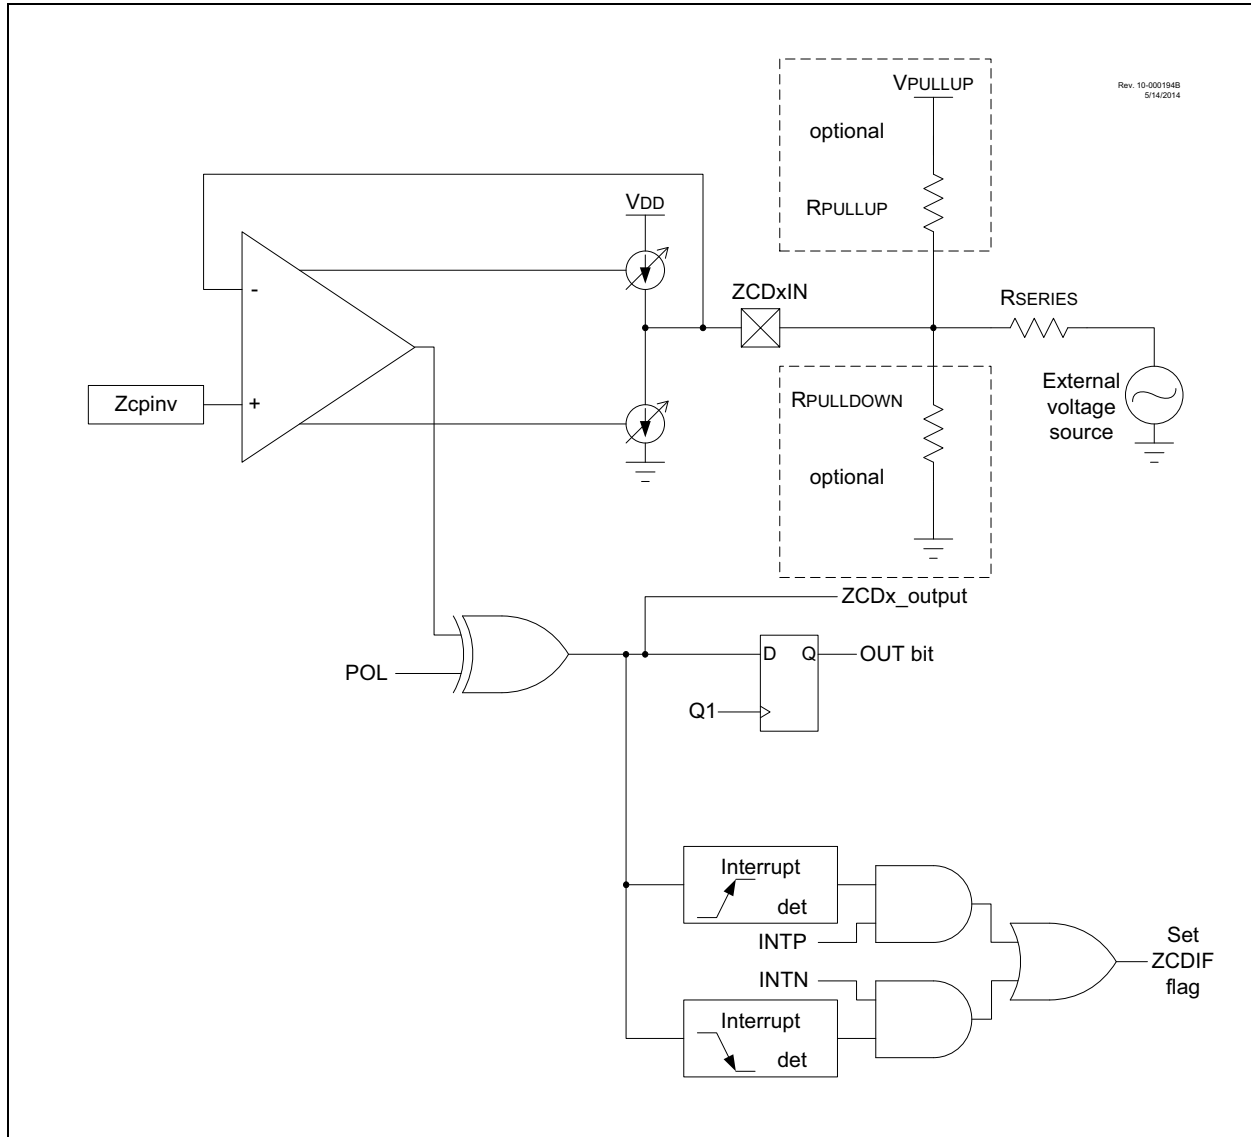 VPULLUP
Rev. 10-000194B
5/14/2014
optional
RPULLUP
VDD
-
ZCDxIN
RSERIES
Zcpinv
+
RPULLDOWN
External
voltage
source
optional
ZCDx_output
POL
D
Q
OUT bit
Q1
Interrupt
det
INTP
INTN
Interrupt
det
Set
ZCDIF
flag